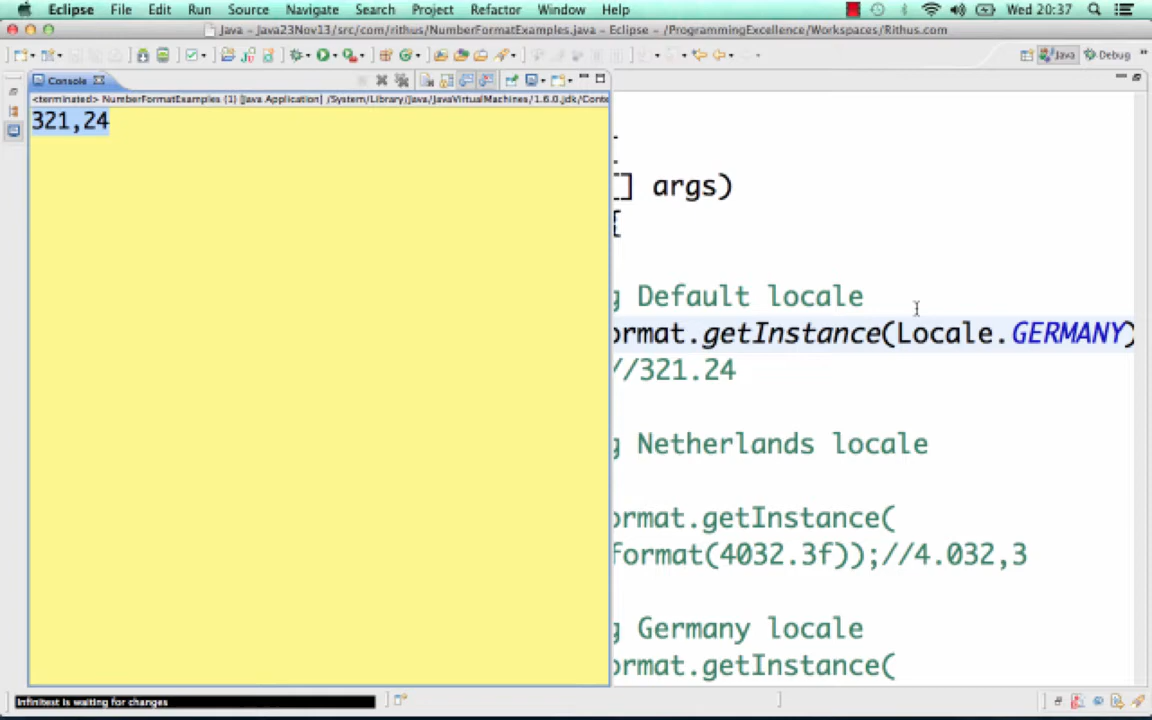 Eclipse File Edit Run Source Navigate Search Project Refactor Window Help Wed 20:37
Java – Java23Nov13/src/com/rithus/NumberFormatExamples.java – Eclipse – /ProgrammingExcellence/Workspaces/Rithus.com
Java Debug
Console
<terminated> NumberFormatExamples (1) [Java Application] /System/Library/Java/JavaVirtualMachines/1.6.0.jdk/Conte
321,24
[] args)
{
g Default locale
ormat.getInstance(Locale.GERMANY)
//321.24
g Netherlands locale
ormat.getInstance(
format(4032.3f));//4.032,3
g Germany locale
ormat.getInstance(
Infinitest is waiting for changes